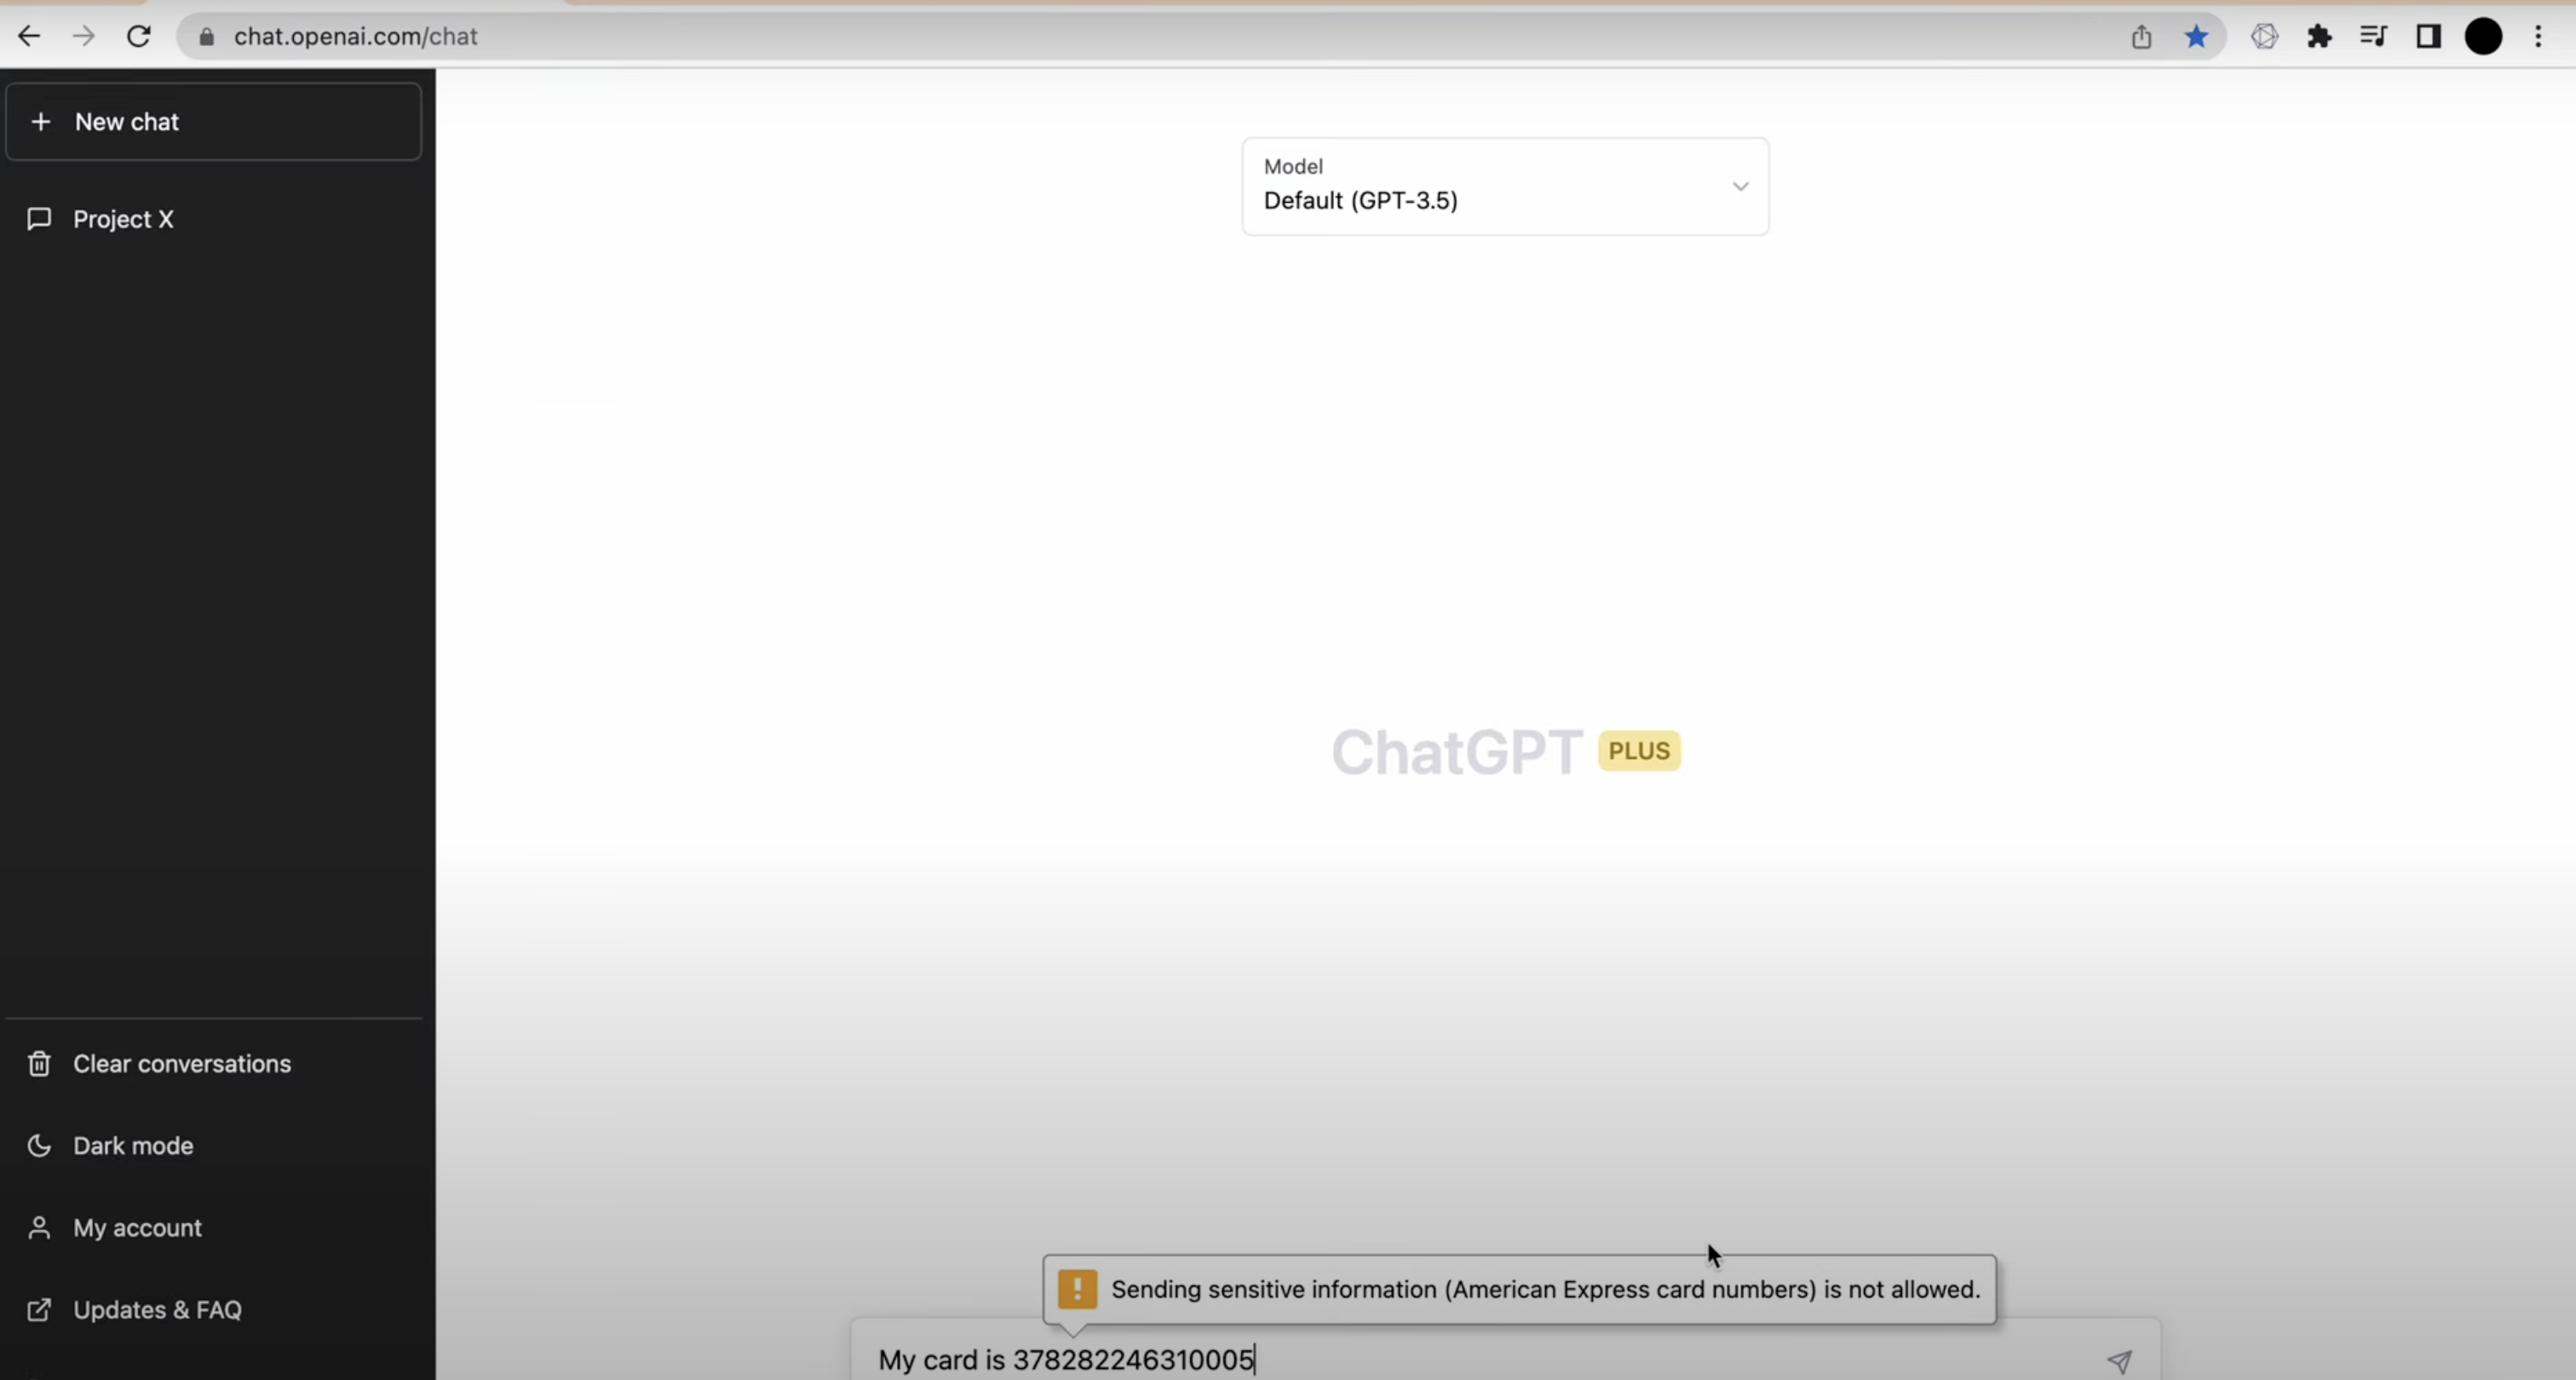 chat.openai.com/chat
New chat
Project X
Model
Default (GPT-3.5)
ChatGPT PLUS
Clear conversations
Dark mode
My account
Updates & FAQ
Sending sensitive information (American Express card numbers) is not allowed.
My card is 378282246310005